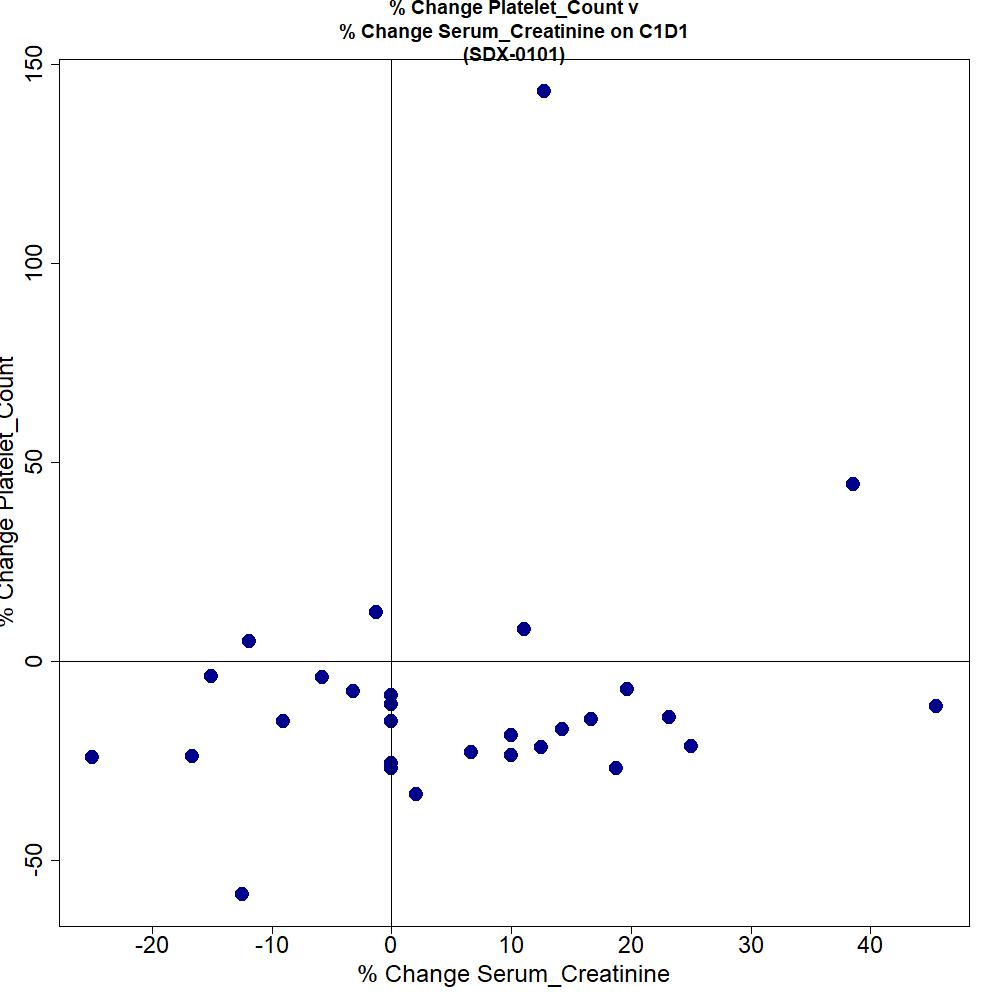 % Change Platelet_Count v
% Change Serum_Creatinine on C1D1
(SDX-0101)
% Change Platelet_Count
150
100
50
0
-50
-20 -10 0 10 20 30 40
% Change Serum_Creatinine